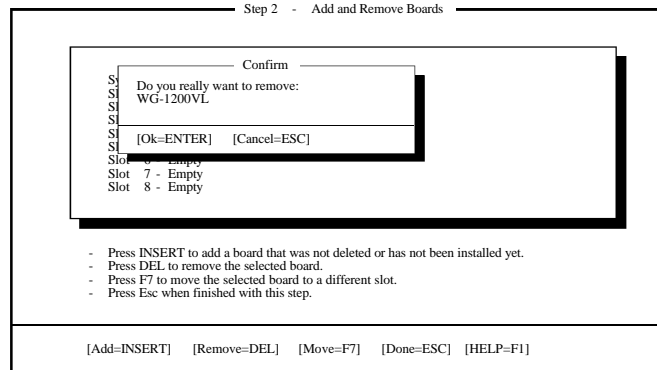 Step 2 - Add and Remove Boards
Confirm
Do you really want to remove:
WG-1200VL
[Ok=ENTER] [Cancel=ESC]
Slot 6 - Empty
Slot 7 - Empty
Slot 8 - Empty
- Press INSERT to add a board that was not deleted or has not been installed yet.
- Press DEL to remove the selected board.
- Press F7 to move the selected board to a different slot.
- Press Esc when finished with this step.
[Add=INSERT] [Remove=DEL] [Move=F7] [Done=ESC] [HELP=F1]